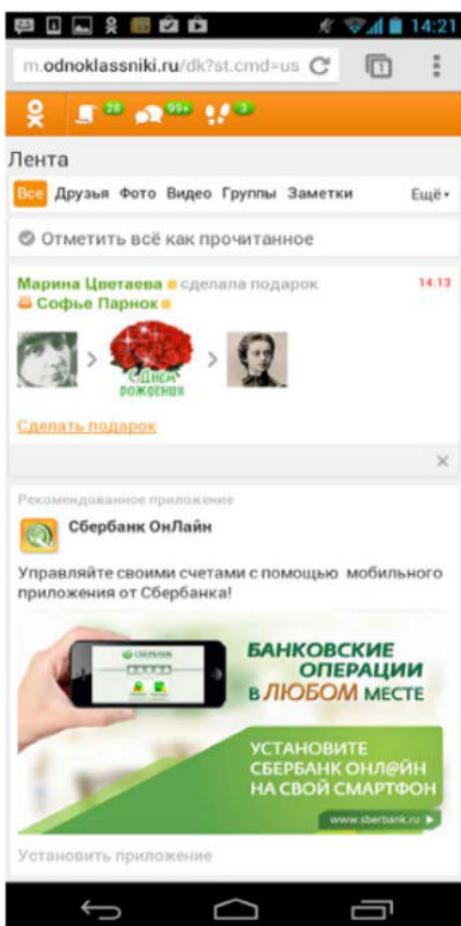 14:21
m.odnoklassniki.ru/dk?st.cmd=us
1
28 99+ 3
Лента
Все Друзья Фото Видео Группы Заметки Ещё
Отметить всё как прочитанное
Марина Цветаева сделала подарок 14:13
Софье Парнок
С Днем
рождения
Сделать подарок
Рекомендованное приложение
Сбербанк ОнЛайн
Управляйте своими счетами с помощью мобильного
приложения от Сбербанка!
СБЕРБАНК
БАНКОВСКИЕ
ОПЕРАЦИИ
В ЛЮБОМ МЕСТЕ
УСТАНОВИТЕ
СБЕРБАНК ОНЛ@ЙН
НА СВОЙ СМАРТФОН
www.sberbank.ru
Установить приложение